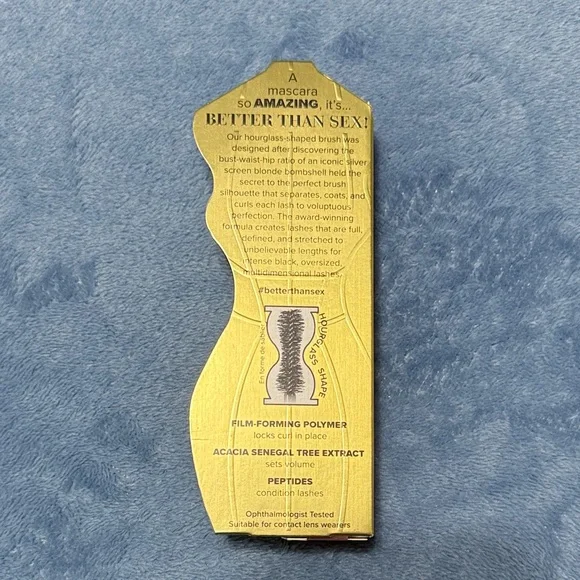 A
mascara
so AMAZING, it's...
BETTER THAN SEX!
Our hourglass-shaped brush was
designed after discovering the
bust-waist-hip ratio of an iconic silver
screen blonde bombshell held the
secret to the perfect brush
silhouette that separates, coats, and
curls each lash to voluptuous
perfection. The award-winning
formula creates lashes that are full,
defined, and stretched to
unbelievable lengths for
intense black, oversized,
multidimensional lashes.
#betterthansex
En forme de sablier
HOURGLASS SHAPE
FILM-FORMING POLYMER
locks curl in place
ACACIA SENEGAL TREE EXTRACT
sets volume
PEPTIDES
condition lashes
Ophthalmologist Tested
Suitable for contact lens wearers